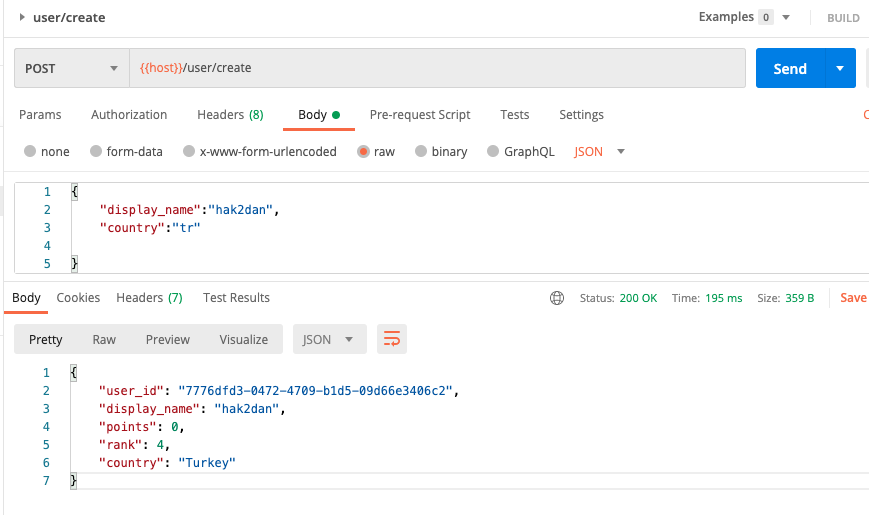 user/create Examples 0 BUILD
POST {{host}}/user/create Send
Params Authorization Headers (8) Body Pre-request Script Tests Settings
none form-data x-www-form-urlencoded raw binary GraphQL JSON
1 {
2 "display_name":"hak2dan",
3 "country":"tr"
4
5 }
Body Cookies Headers (7) Test Results Status: 200 OK Time: 195 ms Size: 359 B Save
Pretty Raw Preview Visualize JSON
1 {
2 "user_id": "7776dfd3-0472-4709-b1d5-09d66e3406c2",
3 "display_name": "hak2dan",
4 "points": 0,
5 "rank": 4,
6 "country": "Turkey"
7 }